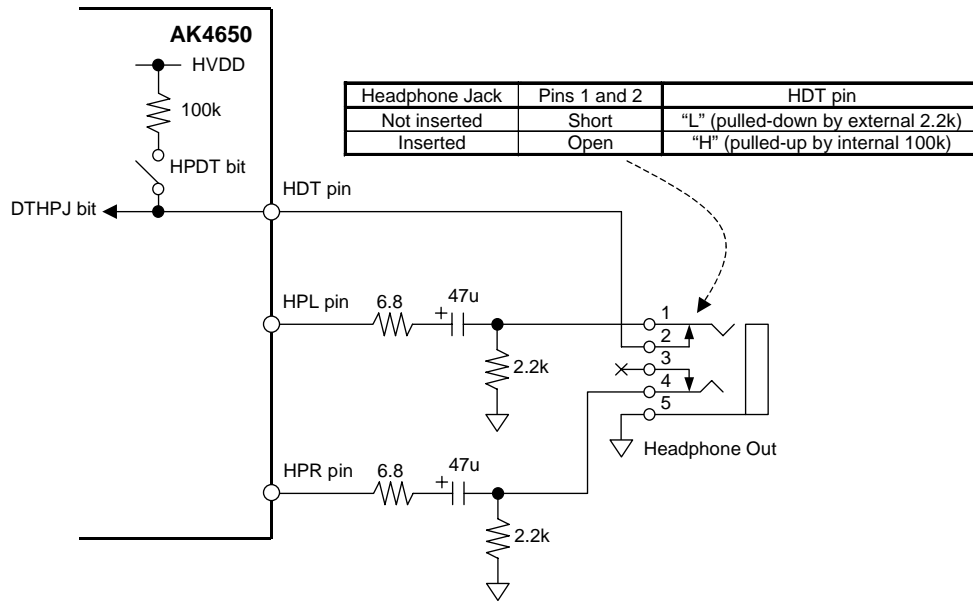 AK4650
HVDD
100k
HPDT bit
DTHPJ bit
HDT pin
Headphone Jack Pins 1 and 2 HDT pin
Not inserted Short “L” (pulled-down by external 2.2k)
Inserted Open “H” (pulled-up by internal 100k)
HPL pin
6.8
+
47u
2.2k
1
2
3
4
5
Headphone Out
HPR pin
6.8
+
47u
2.2k